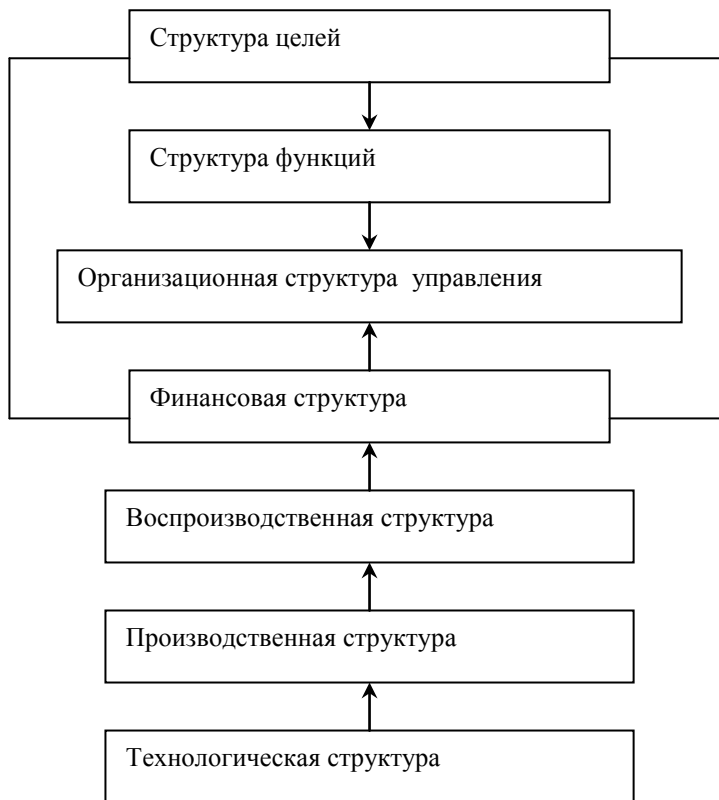 Структура целей
Структура функций
Организационная структура  управления
Финансовая структура
Воспроизводственная структура
Производственная структура
Технологическая структура